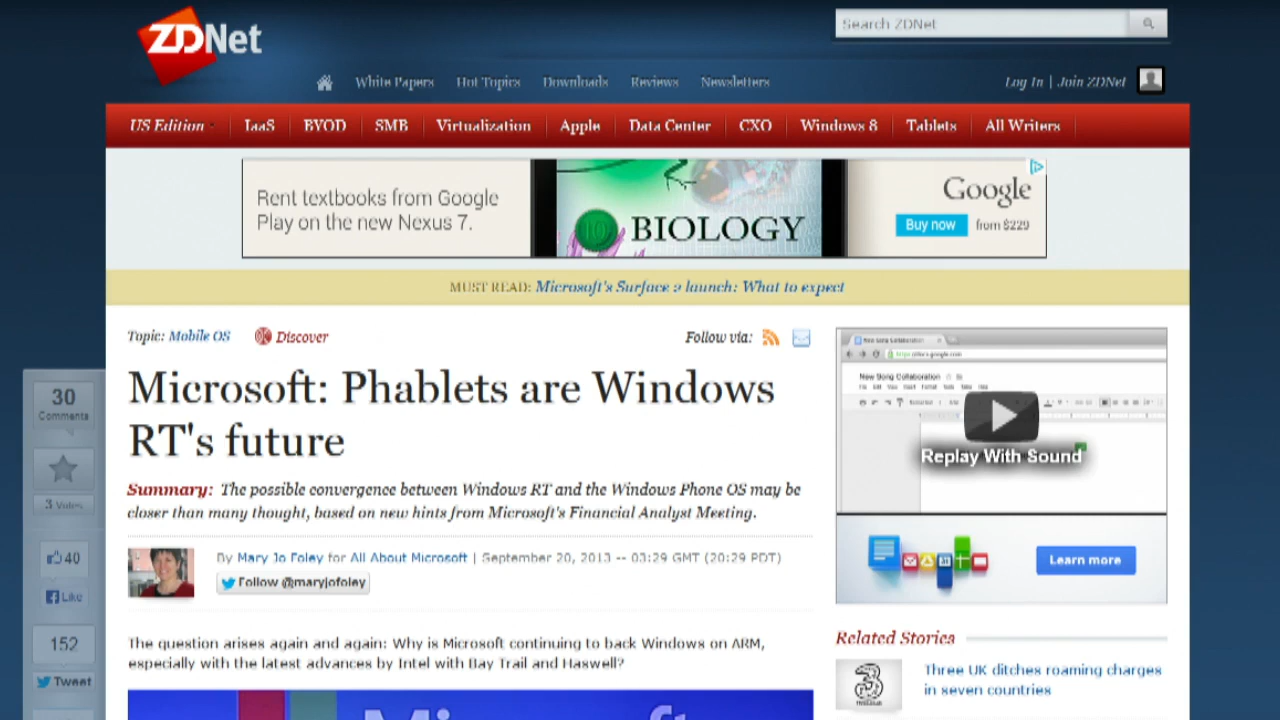 ZDNet
Search ZDNet
White Papers Hot Topics Downloads Reviews Newsletters
Log In | Join ZDNet
US Edition IaaS BYOD SMB Virtualization Apple Data Center CXO Windows 8 Tablets All Writers
Rent textbooks from Google
Play on the new Nexus 7.
BIOLOGY
Google
Buy now from $229
MUST READ: Microsoft's Surface 2 launch: What to expect
Topic: Mobile OS Discover
Follow via:
Microsoft: Phablets are Windows
RT's future
Summary: The possible convergence between Windows RT and the Windows Phone OS may be
closer than many thought, based on new hints from Microsoft's Financial Analyst Meeting.
By Mary Jo Foley for All About Microsoft | September 20, 2013 -- 03:29 GMT (20:29 PDT)
Follow @maryjofoley
The question arises again and again: Why is Microsoft continuing to back Windows on ARM,
especially with the latest advances by Intel with Bay Trail and Haswell?
Microsoft
30
Comments
3 Votes
40
Like
152
Tweet
New Song Collaboration
New Song Collaboration
Replay With Sound
Learn more
Related Stories
Three UK ditches roaming charges
in seven countries